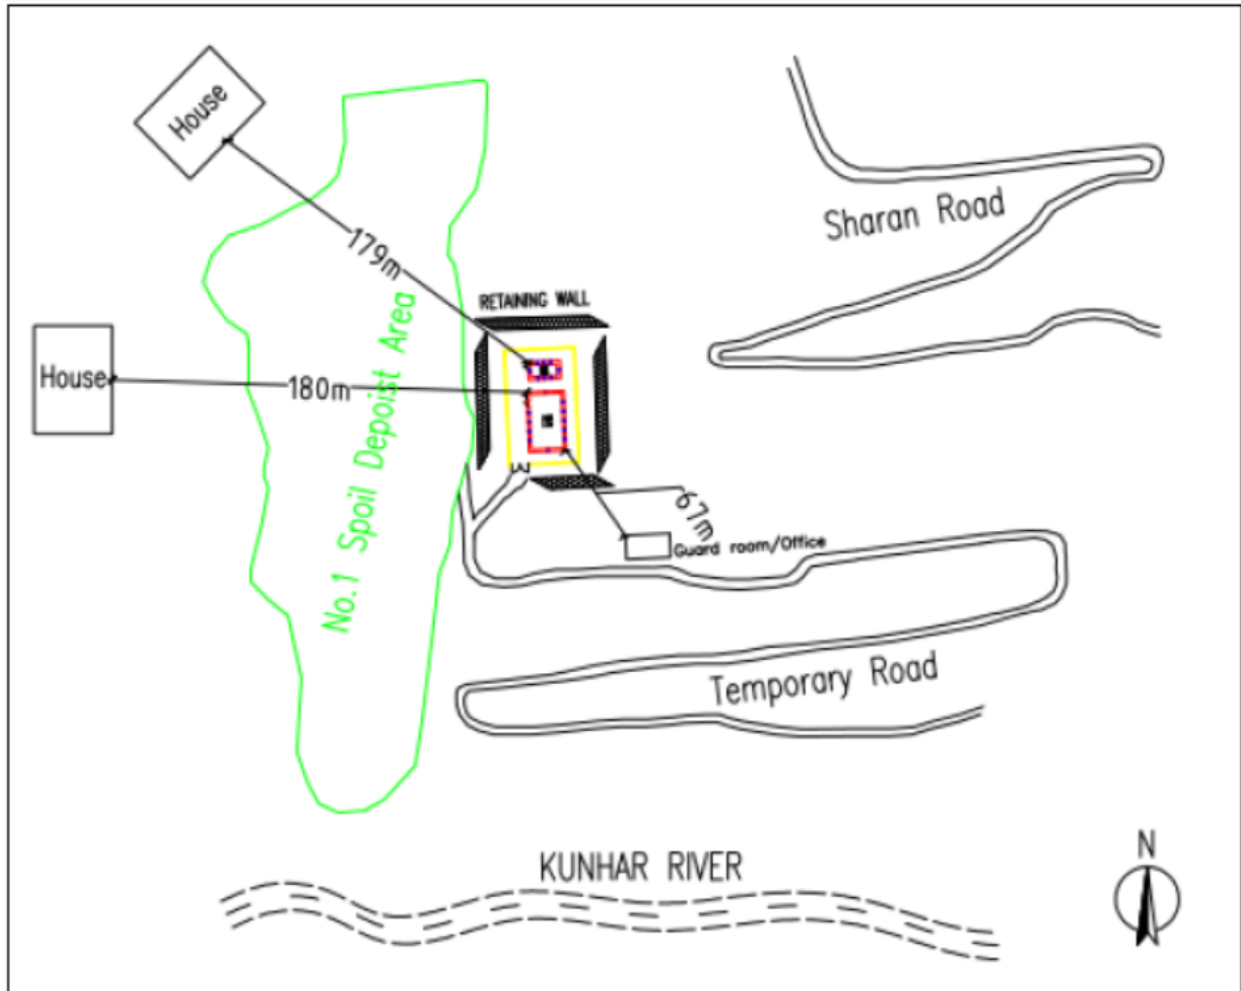 House
Sharan Road
179m
RETAINING WALL
House
180m
No.1 Spoil Depoist Area
67m
Guard room/Office
Temporary Road
KUNHAR RIVER
N